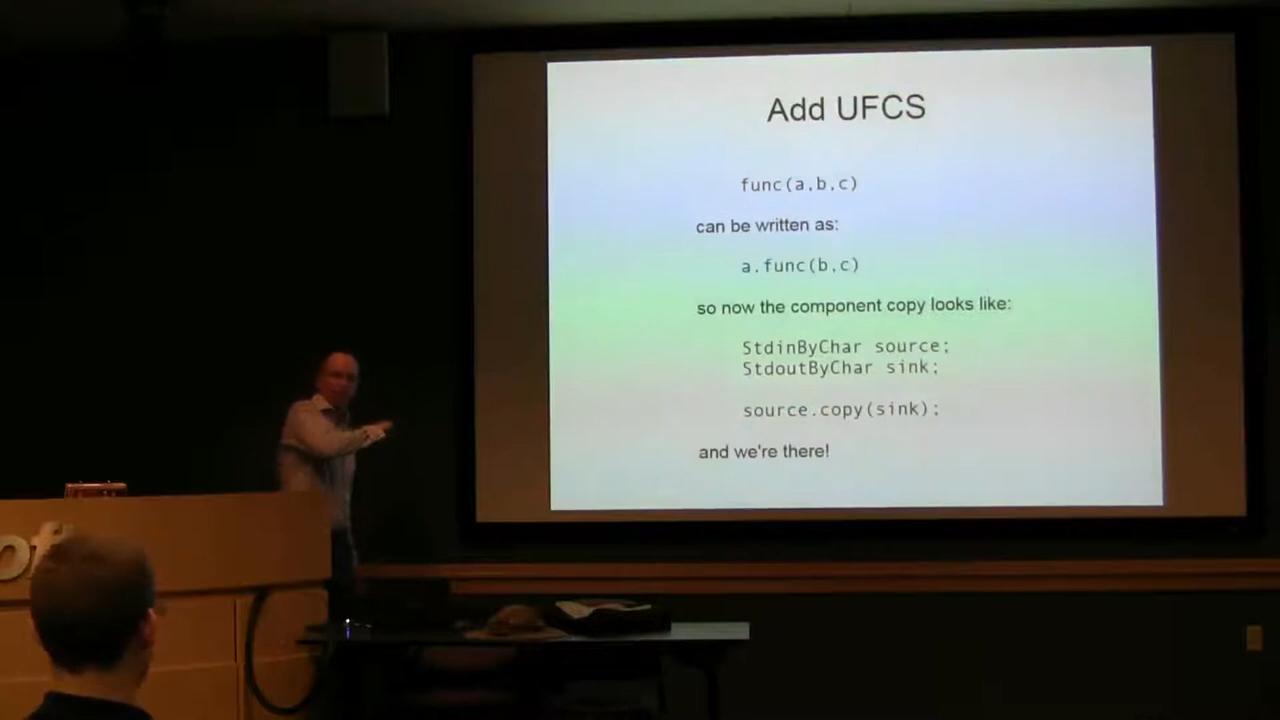 Add UFCS
func(a,b,c)
can be written as:
a.func(b,c)
so now the component copy looks like:
StdinByChar source;
StdoutByChar sink;
source.copy(sink);
and we're there!
of